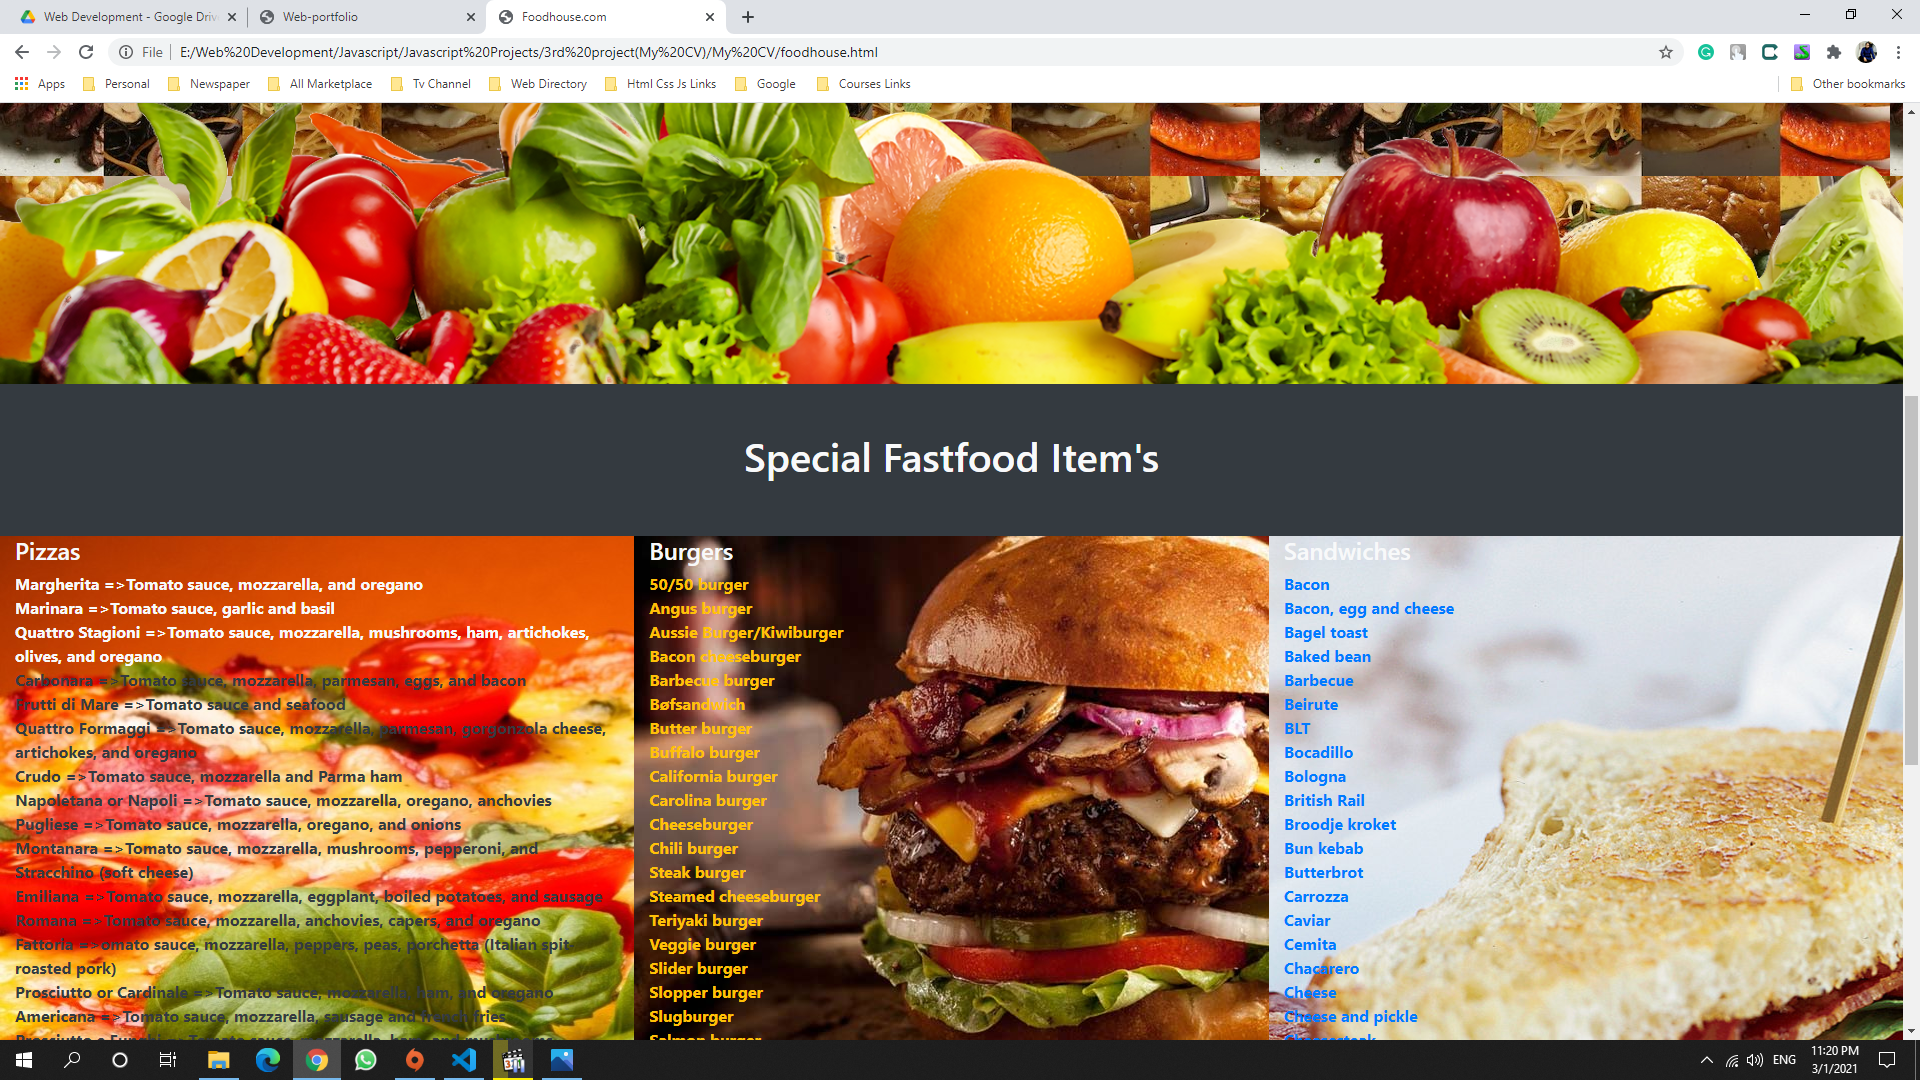 Web Development - Google Driv
Web-portfolio
Foodhouse.com
File
E:/Web%20Development/Javascript/Javascript%20Projects/3rd%20project(My%20CV)/My%20CV/foodhouse.html
Apps
Personal
Newspaper
All Marketplace
Tv Channel
Web Directory
Html Css Js Links
Google
Courses Links
Other bookmarks
Special Fastfood Item's
Pizzas
Margherita =>Tomato sauce, mozzarella, and oregano
Marinara =>Tomato sauce, garlic and basil
Quattro Stagioni =>Tomato sauce, mozzarella, mushrooms, ham, artichokes,
olives, and oregano
Carbonara =>Tomato sauce, mozzarella, parmesan, eggs, and bacon
Frutti di Mare =>Tomato sauce and seafood
Quattro Formaggi =>Tomato sauce, mozzarella, parmesan, gorgonzola cheese,
artichokes, and oregano
Crudo =>Tomato sauce, mozzarella and Parma ham
Napoletana or Napoli =>Tomato sauce, mozzarella, oregano, anchovies
Pugliese =>Tomato sauce, mozzarella, oregano, and onions
Montanara =>Tomato sauce, mozzarella, mushrooms, pepperoni, and
Stracchino (soft cheese)
Emiliana =>Tomato sauce, mozzarella, eggplant, boiled potatoes, and sausage
Romana =>Tomato sauce, mozzarella, anchovies, capers, and oregano
Fattoria =>omato sauce, mozzarella, peppers, peas, porchetta (Italian spit-
roasted pork)
Prosciutto or Cardinale =>Tomato sauce, mozzarella, ham, and oregano
Americana =>Tomato sauce, mozzarella, sausage and french fries
Burgers
50/50 burger
Angus burger
Aussie Burger/Kiwiburger
Bacon cheeseburger
Barbecue burger
Bøfsandwich
Butter burger
Buffalo burger
California burger
Carolina burger
Cheeseburger
Chili burger
Steak burger
Steamed cheeseburger
Teriyaki burger
Veggie burger
Slider burger
Slopper burger
Slugburger
Salmon burger
Sandwiches
Bacon
Bacon, egg and cheese
Bagel toast
Baked bean
Barbecue
Beirute
BLT
Bocadillo
Bologna
British Rail
Broodje kroket
Bun kebab
Butterbrot
Carrozza
Caviar
Cemita
Chacarero
Cheese
Cheese and pickle
Cheesesteak
ENG
11:20 PM
3/1/2021